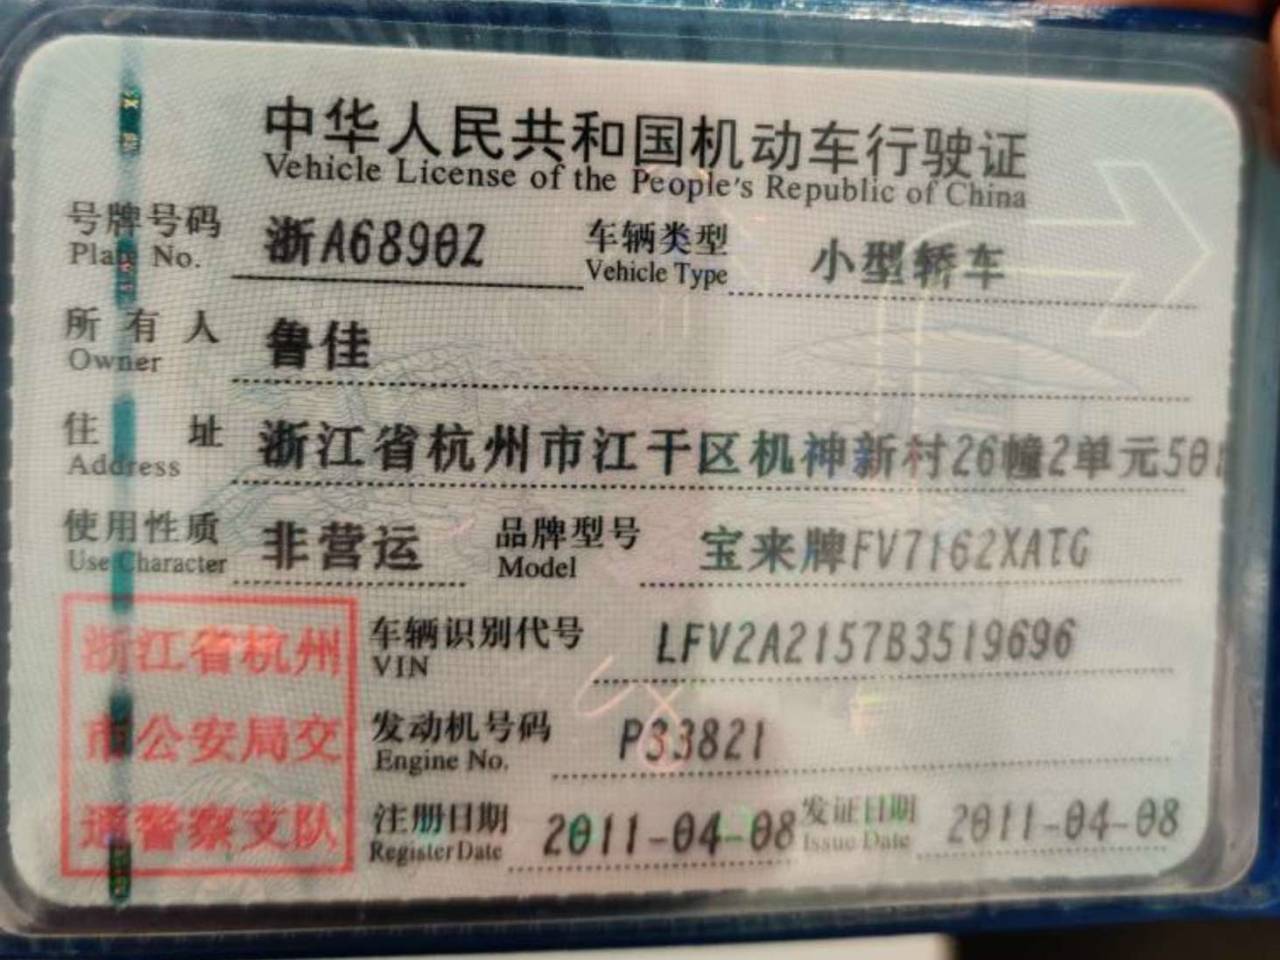 中华人民共和国机动车行驶证
Vehicle License of the People's Republic of China
号牌号码 浙A6890Z 车辆类型 小型轿车
Plate No. Vehicle Type
所有人 鲁佳
Owner
住址 浙江省杭州市江干区机神新村26幢2单元501
Address
使用性质 非营运 品牌型号 宝来牌FV7162XATG
Use Character Model
浙江省杭州
市公安局交
通警察支队
车辆识别代号 LFV2A2157B3519696
VIN
发动机号码 P33821
Engine No.
注册日期 2011-04-08 发证日期 2011-04-08
Register Date Issue Date